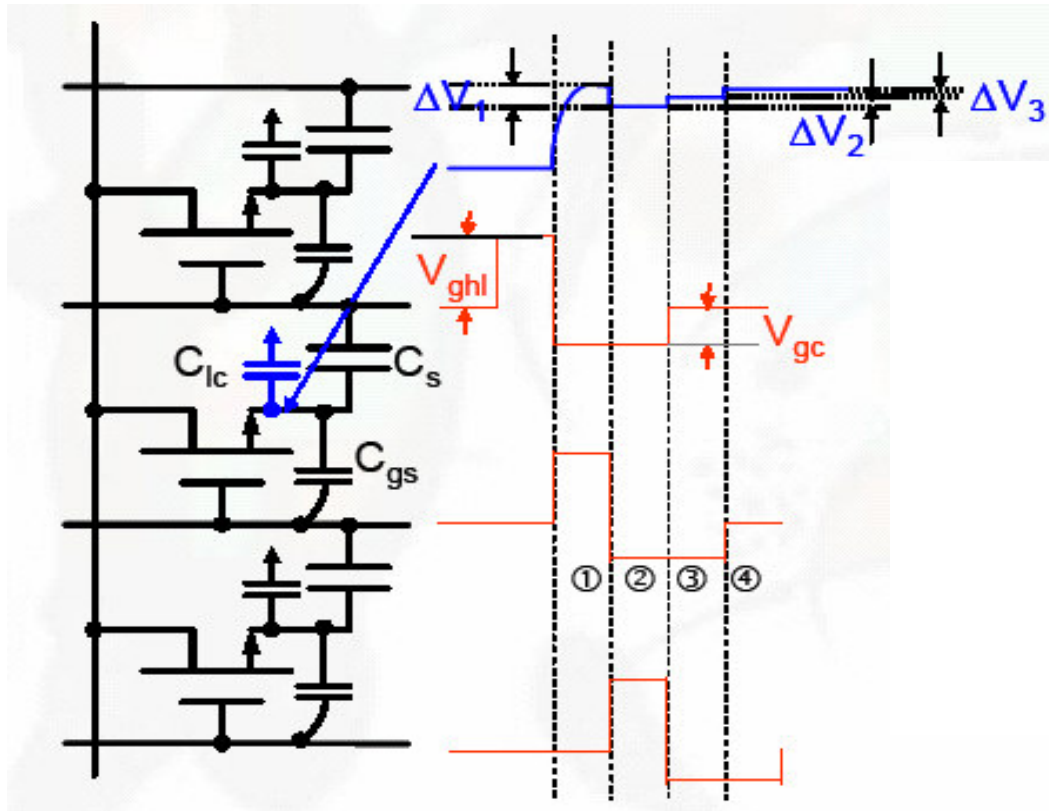 ΔV1
ΔV2
ΔV3
Vghl
Vgc
Clc
Cs
Cgs
① ② ③ ④